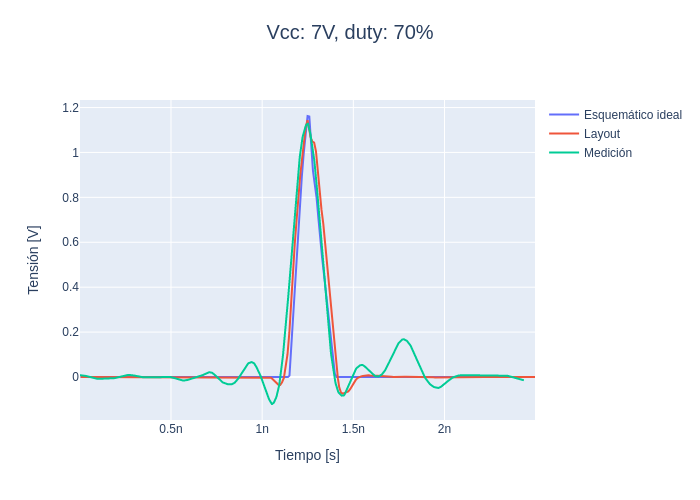 Vcc: 7V, duty: 70%
1.2
1
0.8
0.6
0.4
0.2
0
Tensión [V]
0.5n
1n
1.5n
2n
Tiempo [s]
Esquemático ideal
Layout
Medición